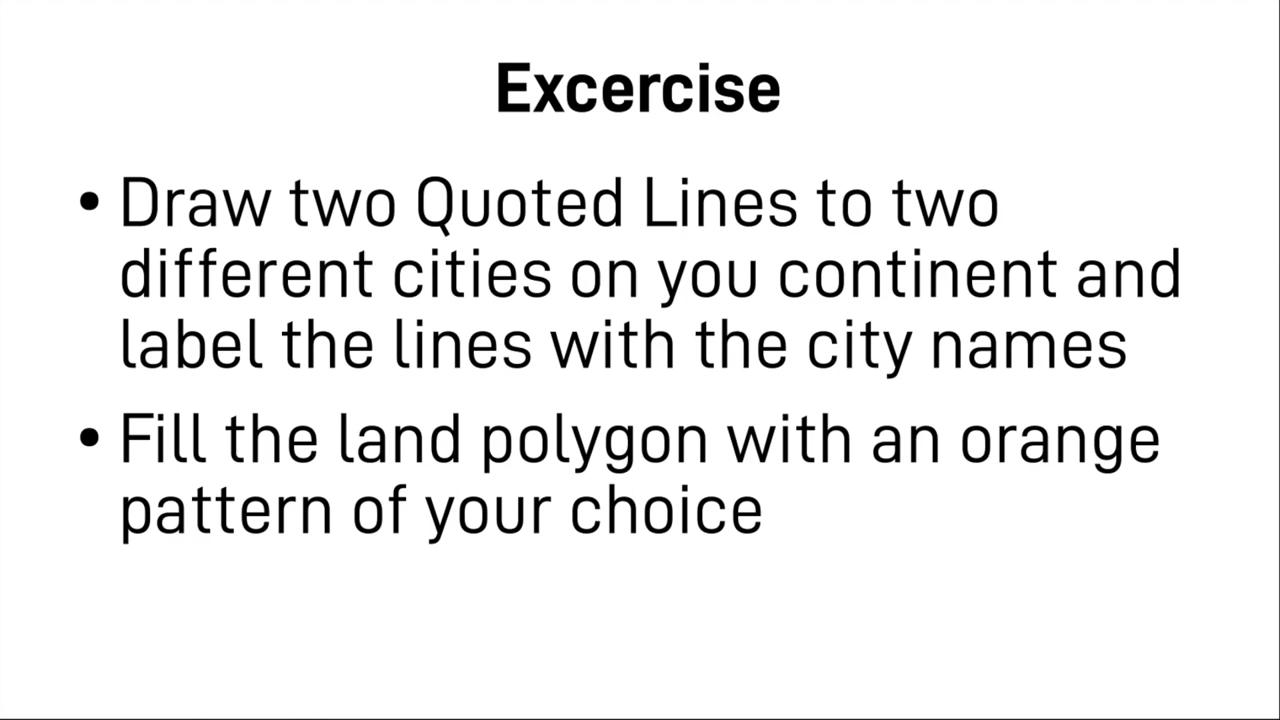 Excercise
• Draw two Quoted Lines to two
different cities on you continent and
label the lines with the city names
• Fill the land polygon with an orange
pattern of your choice